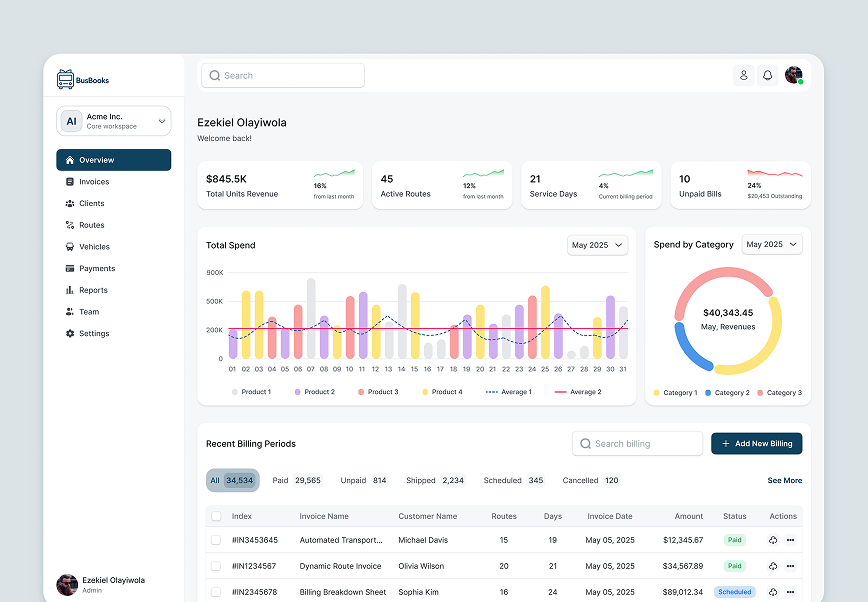 BusBooks
AI
Acme Inc.
Core workspace
Overview
Invoices
Clients
Routes
Vehicles
Payments
Reports
Team
Settings
Ezekiel Olayiwola
Admin
Search
Ezekiel Olayiwola
Welcome back!
$845.5K
Total Units Revenue
16%
from last month
45
Active Routes
12%
from last month
21
Service Days
4%
Current billing period
10
Unpaid Bills
24%
$20,453 Outstanding
Total Spend
May 2025
900K
500K
200K
0
01 02 03 04 05 06 07 08 09 10 11 12 13 14 15 16 17 18 19 20 21 22 23 24 25 26 27 28 29 30 31
Product 1 Product 2 Product 3 Product 4 Average 1 Average 2
Spend by Category
May 2025
$40,343.45
May, Revenues
Category 1 Category 2 Category 3
Recent Billing Periods
Search billing
+ Add New Billing
All 34,534 Paid 29,565 Unpaid 814 Shipped 2,234 Scheduled 345 Cancelled 120
See More
Index Invoice Name Customer Name Routes Days Invoice Date Amount Status Actions
#IN3453645 Automated Transport... Michael Davis 15 19 May 05, 2025 $12,345.67 Paid
#IN1234567 Dynamic Route Invoice Olivia Wilson 20 21 May 05, 2025 $34,567.89 Paid
#IN2345678 Billing Breakdown Sheet Sophia Kim 16 24 May 05, 2025 $89,012.34 Scheduled